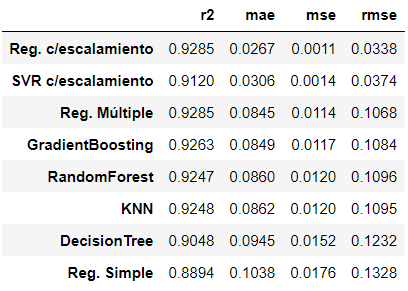 r2 mae mse rmse
Reg. c/escalamiento 0.9285 0.0267 0.0011 0.0338
SVR c/escalamiento 0.9120 0.0306 0.0014 0.0374
Reg. Múltiple 0.9285 0.0845 0.0114 0.1068
GradientBoosting 0.9263 0.0849 0.0117 0.1084
RandomForest 0.9247 0.0860 0.0120 0.1096
KNN 0.9248 0.0862 0.0120 0.1095
DecisionTree 0.9048 0.0945 0.0152 0.1232
Reg. Simple 0.8894 0.1038 0.0176 0.1328